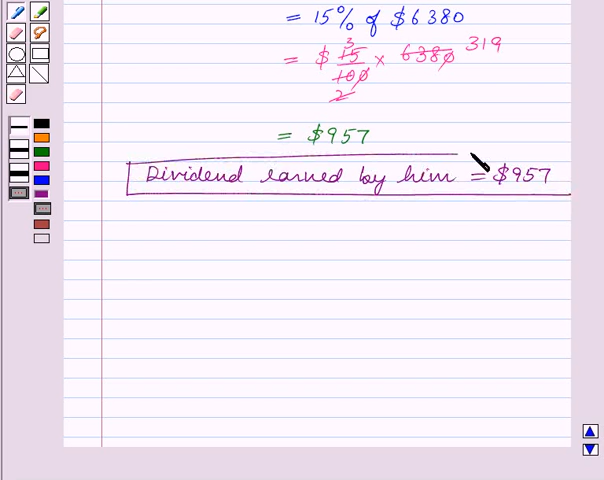 = 15% of $6380
= $ 15/100 × 6380 3 319 2
= $957
Dividend earned by him = $957